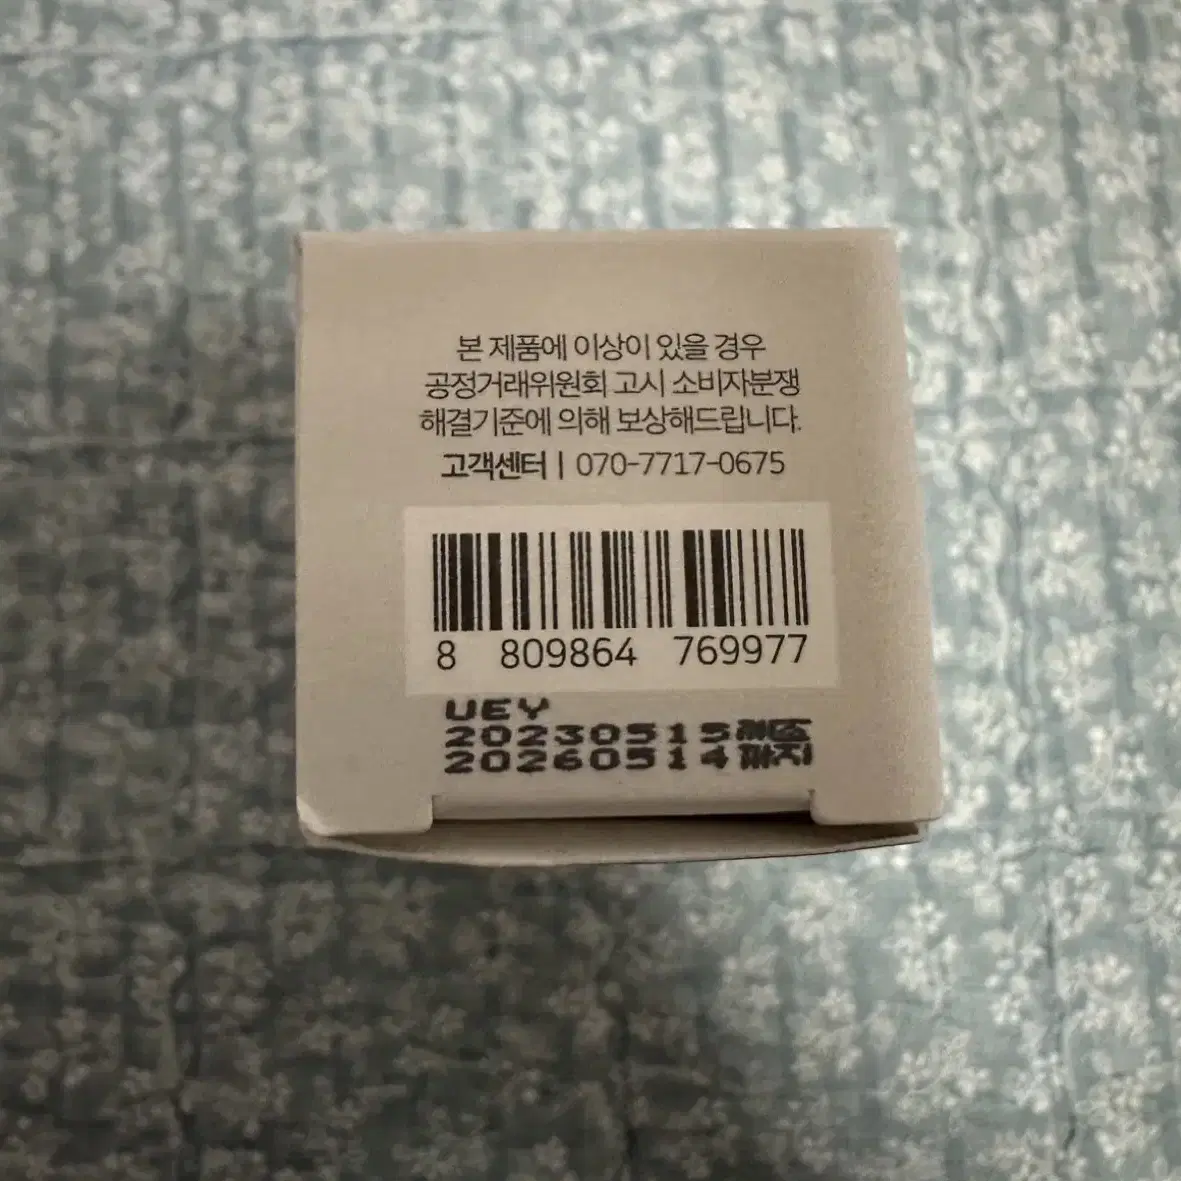 본 제품에 이상이 있을 경우
공정거래위원회 고시 소비자분쟁
해결기준에 의해 보상해드립니다.
고객센터 | 070-7717-0675
8 809864 769977
UEY
20230515제조
20260514까지